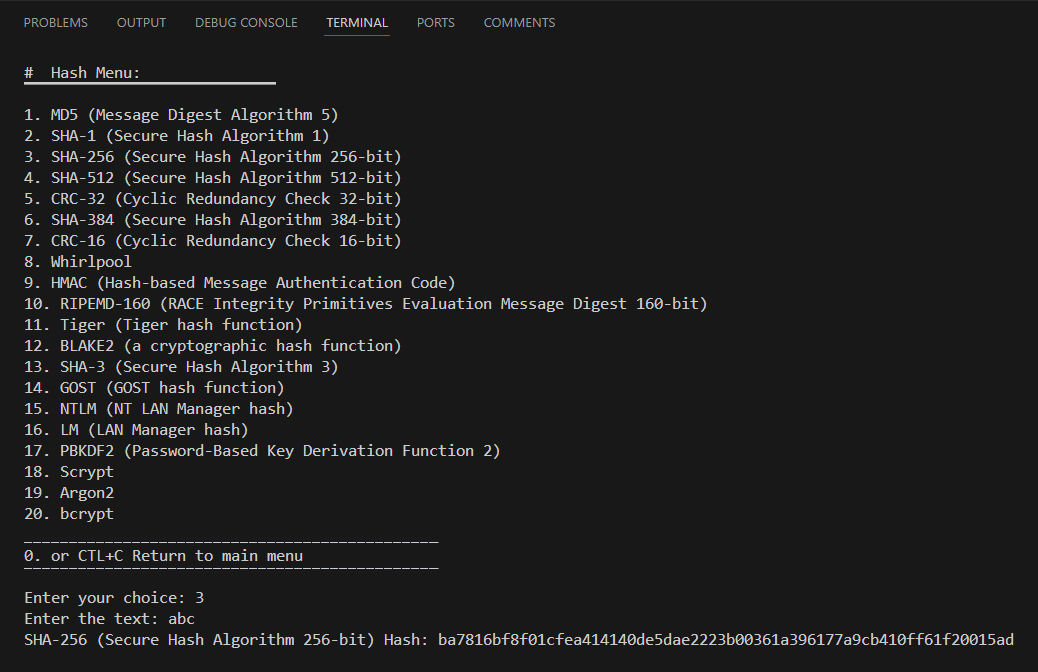 PROBLEMS OUTPUT DEBUG CONSOLE TERMINAL PORTS COMMENTS
# Hash Menu:
1. MD5 (Message Digest Algorithm 5)
2. SHA-1 (Secure Hash Algorithm 1)
3. SHA-256 (Secure Hash Algorithm 256-bit)
4. SHA-512 (Secure Hash Algorithm 512-bit)
5. CRC-32 (Cyclic Redundancy Check 32-bit)
6. SHA-384 (Secure Hash Algorithm 384-bit)
7. CRC-16 (Cyclic Redundancy Check 16-bit)
8. Whirlpool
9. HMAC (Hash-based Message Authentication Code)
10. RIPEMD-160 (RACE Integrity Primitives Evaluation Message Digest 160-bit)
11. Tiger (Tiger hash function)
12. BLAKE2 (a cryptographic hash function)
13. SHA-3 (Secure Hash Algorithm 3)
14. GOST (GOST hash function)
15. NTLM (NT LAN Manager hash)
16. LM (LAN Manager hash)
17. PBKDF2 (Password-Based Key Derivation Function 2)
18. Scrypt
19. Argon2
20. bcrypt
0. or CTL+C Return to main menu
Enter your choice: 3
Enter the text: abc
SHA-256 (Secure Hash Algorithm 256-bit) Hash: ba7816bf8f01cfea414140de5dae2223b00361a396177a9cb410ff61f20015ad